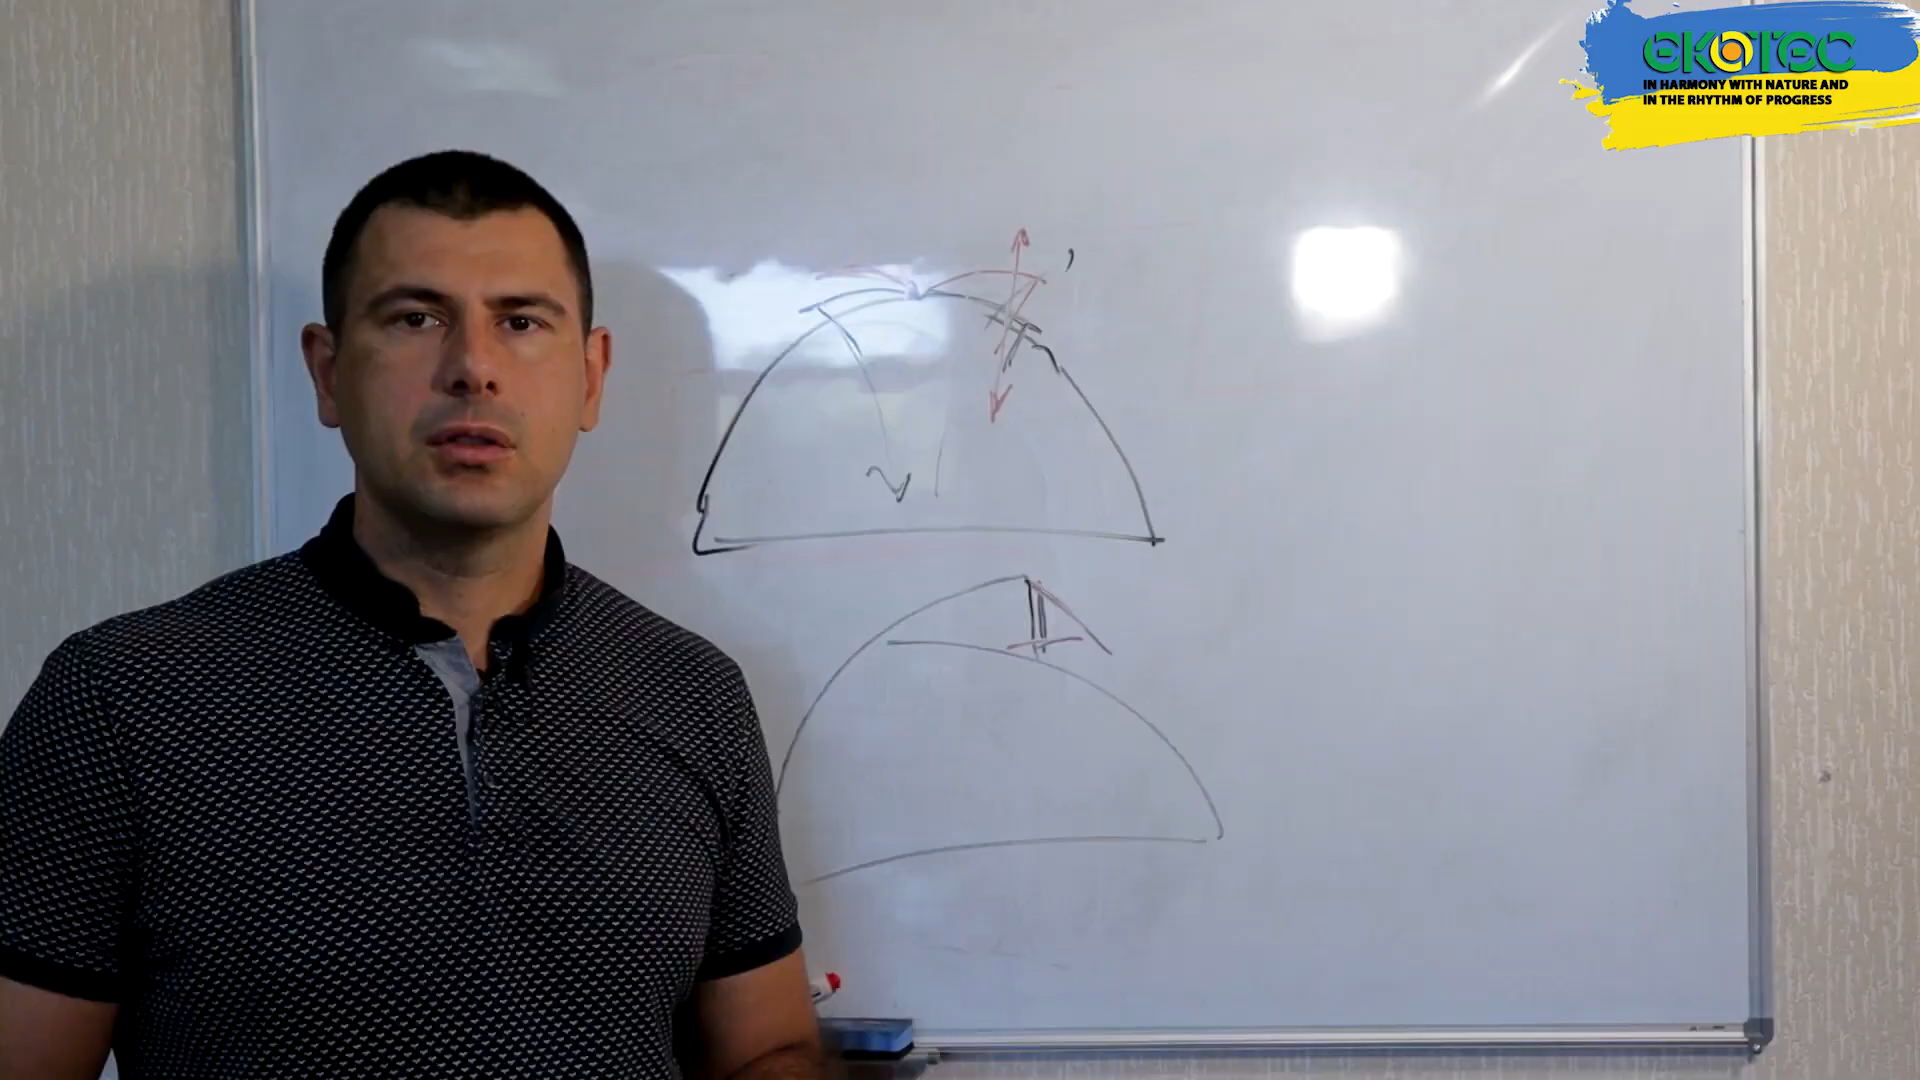 ЕКОТЕС
IN HARMONY WITH NATURE AND
IN THE RHYTHM OF PROGRESS